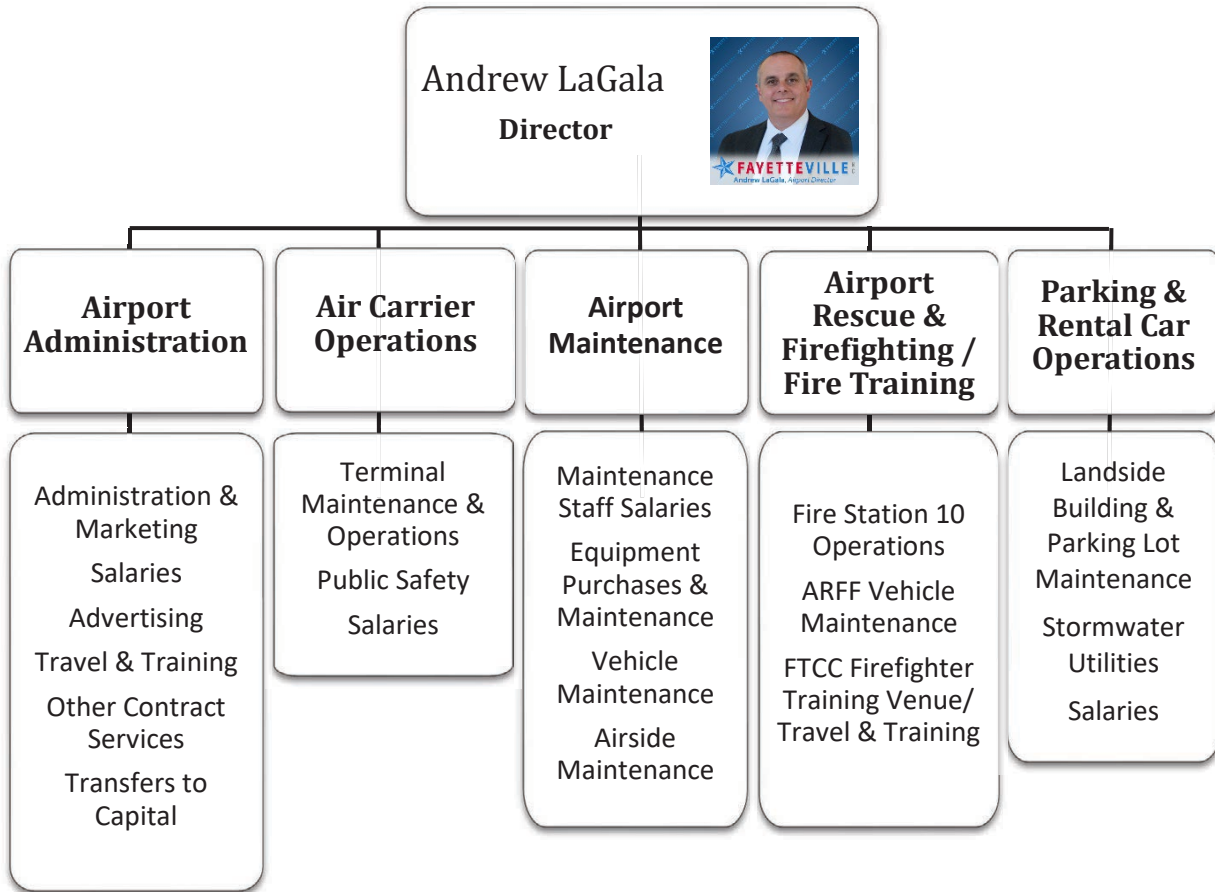 Andrew LaGala
Director
FAYETTEVILLE
Andrew LaGala, Airport Director
Airport
Administration
Air Carrier
Operations
Airport
Maintenance
Airport
Rescue &
Firefighting /
Fire Training
Parking &
Rental Car
Operations
Administration &
Marketing
Salaries
Advertising
Travel & Training
Other Contract
Services
Transfers to
Capital
Terminal
Maintenance &
Operations
Public Safety
Salaries
Maintenance
Staff Salaries
Equipment
Purchases &
Maintenance
Vehicle
Maintenance
Airside
Maintenance
Fire Station 10
Operations
ARFF Vehicle
Maintenance
FTCC Firefighter
Training Venue/
Travel & Training
Landside
Building &
Parking Lot
Maintenance
Stormwater
Utilities
Salaries